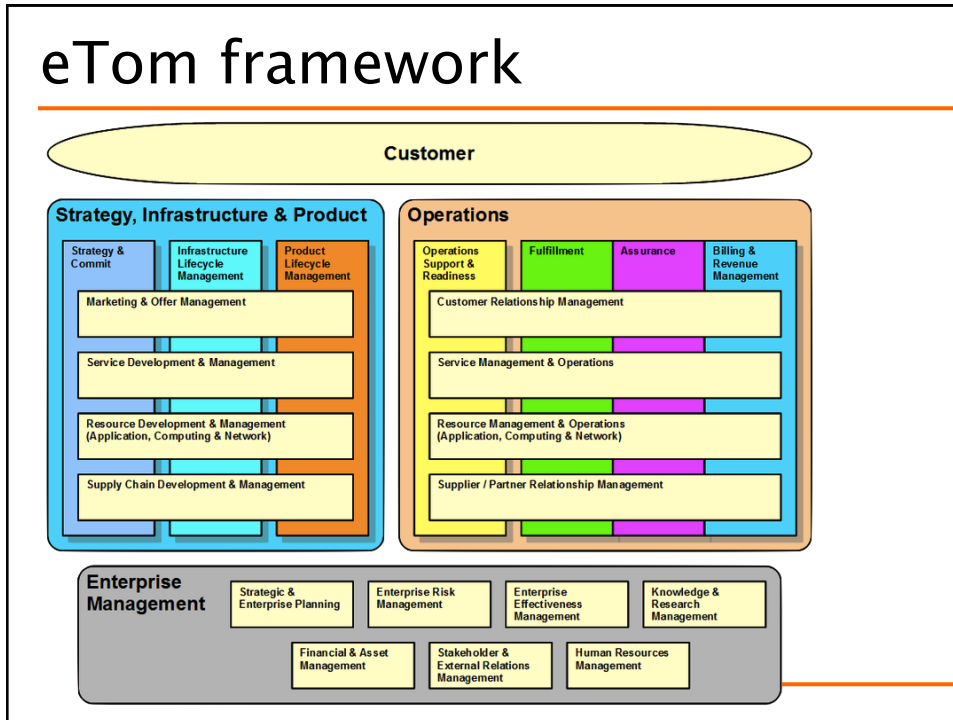 eTom framework
Customer
Strategy, Infrastructure & Product
Strategy &
Commit
Infrastructure
Lifecycle
Management
Product
Lifecycle
Management
Marketing & Offer Management
Service Development & Management
Resource Development & Management
(Application, Computing & Network)
Supply Chain Development & Management
Operations
Operations
Support &
Readiness
Fulfillment
Assurance
Billing &
Revenue
Management
Customer Relationship Management
Service Management & Operations
Resource Management & Operations
(Application, Computing & Network)
Supplier / Partner Relationship Management
Enterprise
Management
Strategic &
Enterprise Planning
Enterprise Risk
Management
Enterprise
Effectiveness
Management
Knowledge &
Research
Management
Financial & Asset
Management
Stakeholder &
External Relations
Management
Human Resources
Management